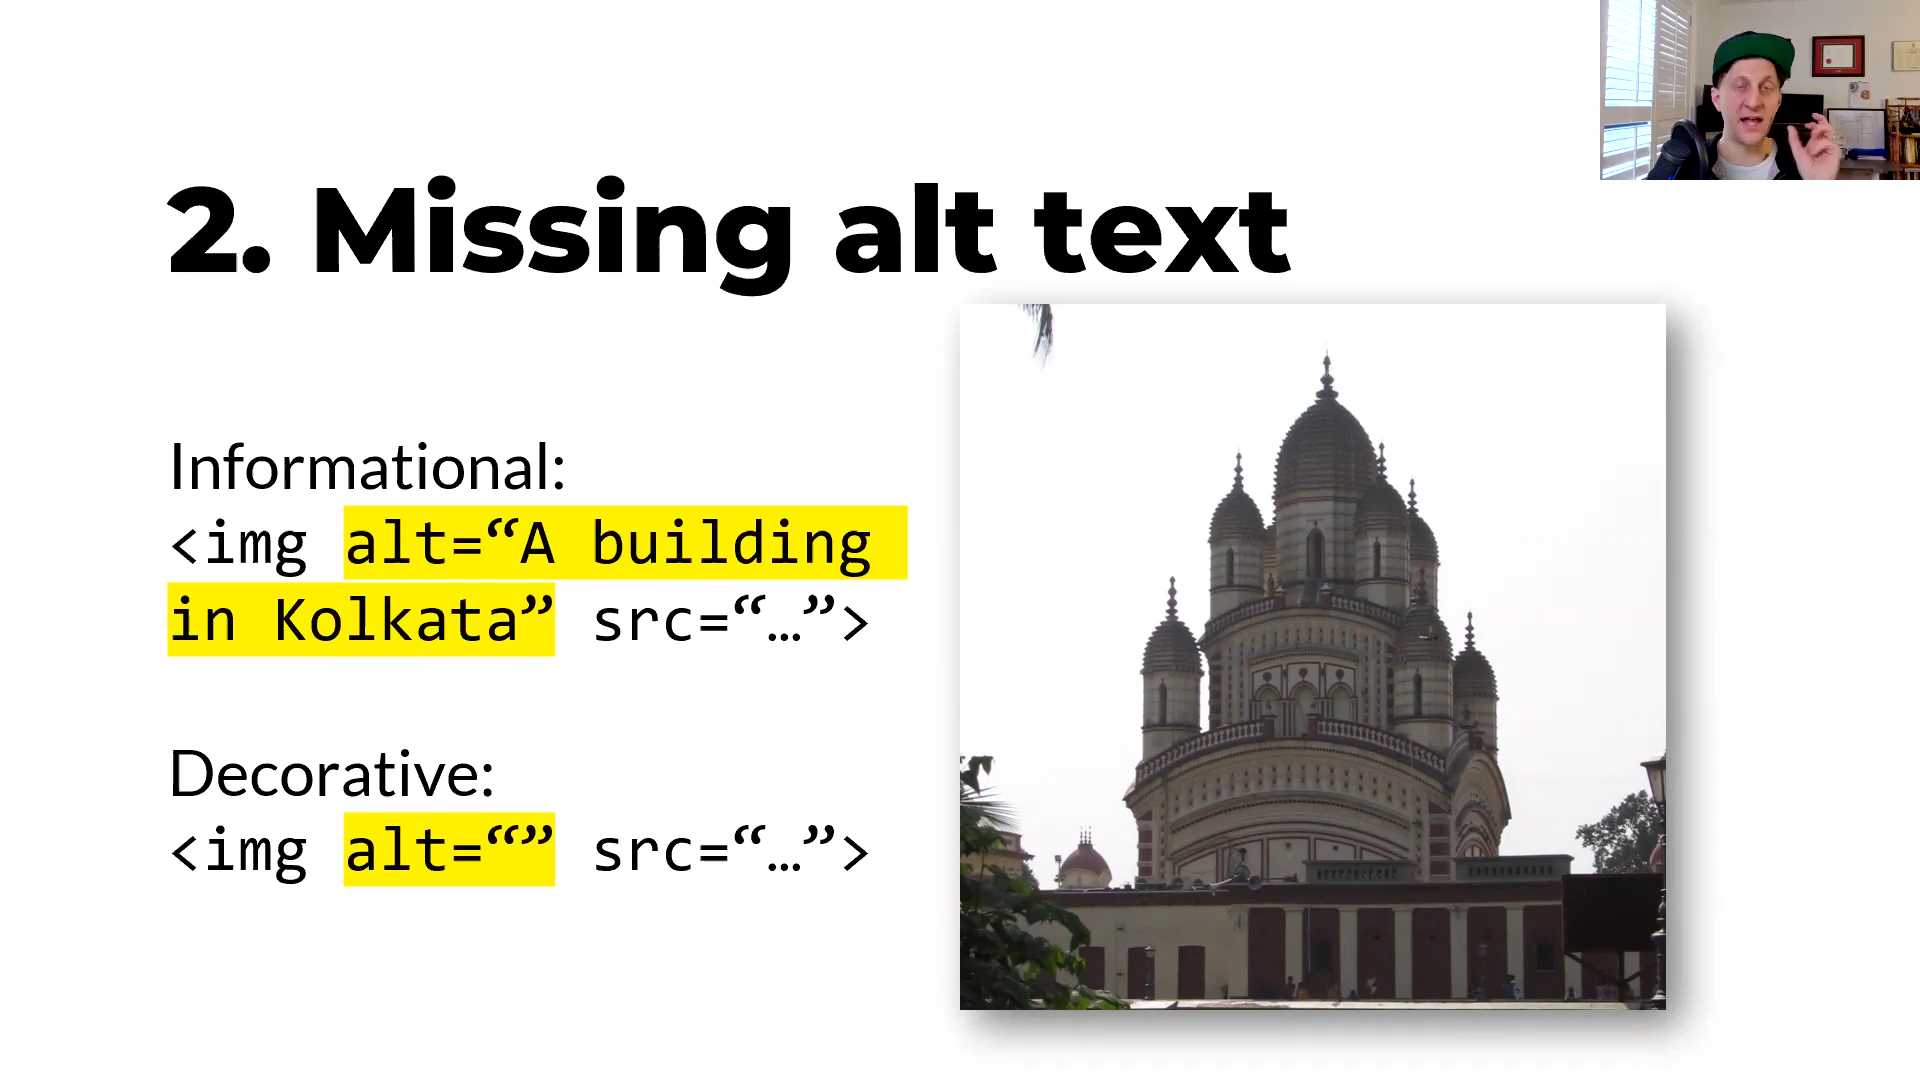 2. Missing alt text
Informational:
<img alt=“A building
in Kolkata” src=“…”>
Decorative:
<img alt=“” src=“…”>